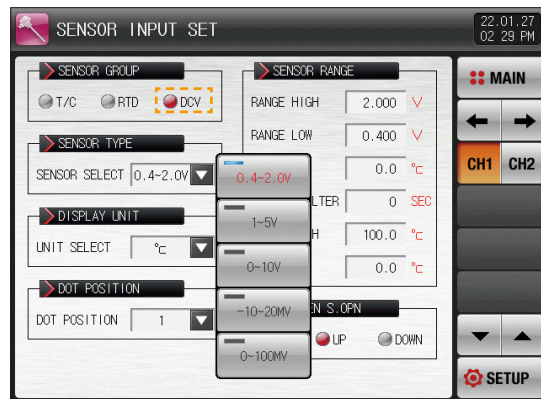 SENSOR INPUT SET
22.01.27
02 29 PM
SENSOR GROUP
T/C
RTD
DCV
SENSOR TYPE
SENSOR SELECT
0.4~2.0V
DISPLAY UNIT
UNIT SELECT
℃
DOT POSITION
DOT POSITION
1
0.4~2.0V
1~5V
0~10V
-10~20MV
0~100MV
SENSOR RANGE
RANGE HIGH
2.000
V
RANGE LOW
0.400
V
0.0
℃
LTER
0
SEC
H
100.0
℃
0.0
℃
EN S.OPN
UP
DOWN
MAIN
CH1
CH2
SETUP